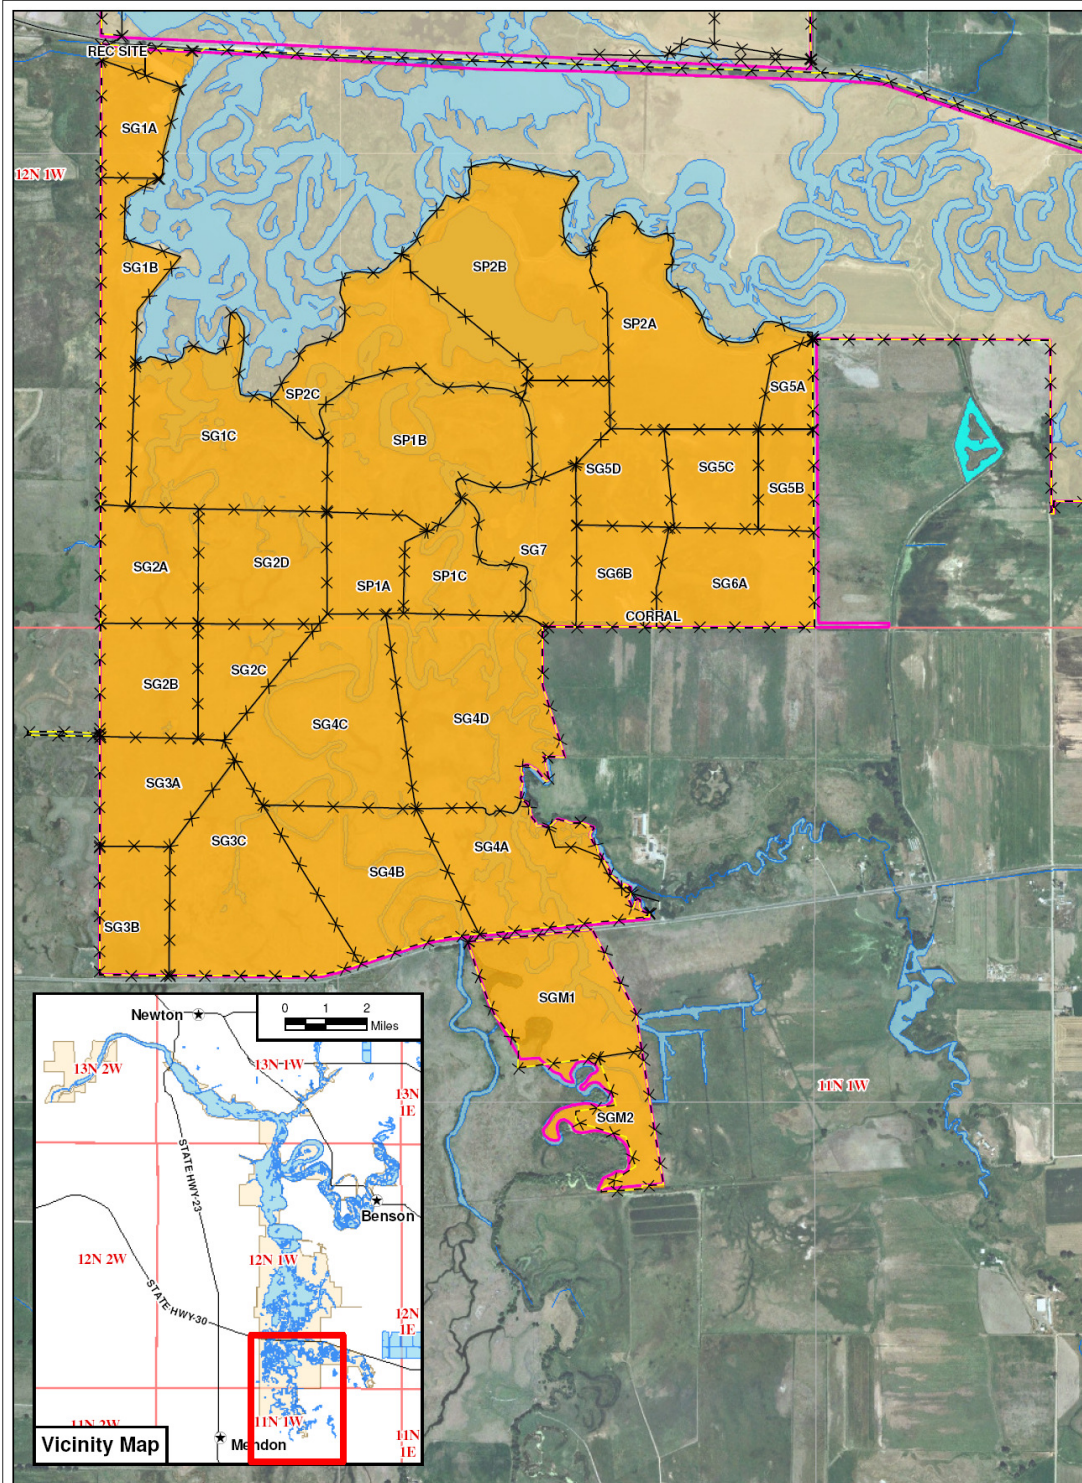 REC SITE
SG1A
12N 1W
SG1B
SP2B
SP2A
SP2C
SG5A
SG1C
SP1B
SG5D
SG5C
SG5B
SG7
SG2A
SG2D
SP1A
SP1C
SG6B
SG6A
CORRAL
SG2C
SG2B
SG4C
SG4D
SG3A
SG3C
SG4B
SG4A
SG3B
SGM1
11N 1W
SGM2
0 1 2
Miles
Newton
13N 2W
13N 1W
13N
1E
STATE HWY-23
Benson
12N 2W
12N 1W
STATE HWY-30
12N
1E
11N 2W
11N 1W
11N
1E
Mendon
Vicinity Map